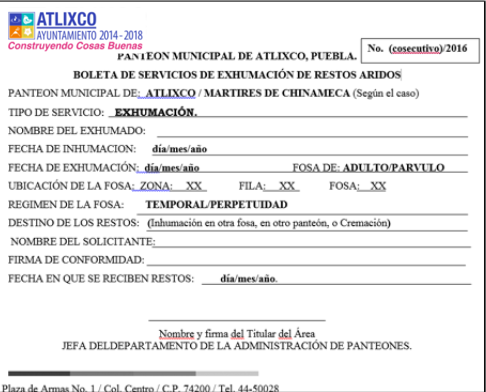 ATLIXCO
AYUNTAMIENTO 2014 - 2018
Construyendo Cosas Buenas
No. (cosecutivo)/2016
PANTEON MUNICIPAL DE ATLIXCO, PUEBLA.
BOLETA DE SERVICIOS DE EXHUMACIÓN DE RESTOS ARIDOS
PANTEON MUNICIPAL DE: ATLIXCO / MARTIRES DE CHINAMECA (Según el caso)
TIPO DE SERVICIO: EXHUMACIÓN.
NOMBRE DEL EXHUMADO:
FECHA DE INHUMACION: día/mes/año
FECHA DE EXHUMACIÓN: día/mes/año FOSA DE: ADULTO/PARVULO
UBICACIÓN DE LA FOSA: ZONA: XX FILA: XX FOSA: XX
REGIMEN DE LA FOSA: TEMPORAL/PERPETUIDAD
DESTINO DE LOS RESTOS: (Inhumación en otra fosa, en otro panteón, o Cremación)
NOMBRE DEL SOLICITANTE:
FIRMA DE CONFORMIDAD:
FECHA EN QUE SE RECIBEN RESTOS: día/mes/año.
Nombre y firma del Titular del Área
JEFA DELDEPARTAMENTO DE LA ADMINISTRACIÓN DE PANTEONES.
Plaza de Armas No. 1 / Col. Centro / C.P. 74200 / Tel. 44-50028